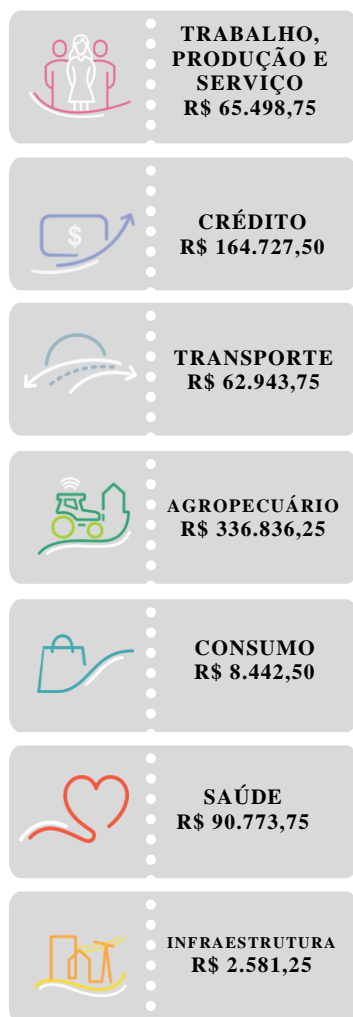 TRABALHO,
PRODUÇÃO E
SERVIÇO
R$ 65.498,75
$
CRÉDITO
R$ 164.727,50
TRANSPORTE
R$ 62.943,75
AGROPECUÁRIO
R$ 336.836,25
CONSUMO
R$ 8.442,50
SAÚDE
R$ 90.773,75
INFRAESTRUTURA
R$ 2.581,25